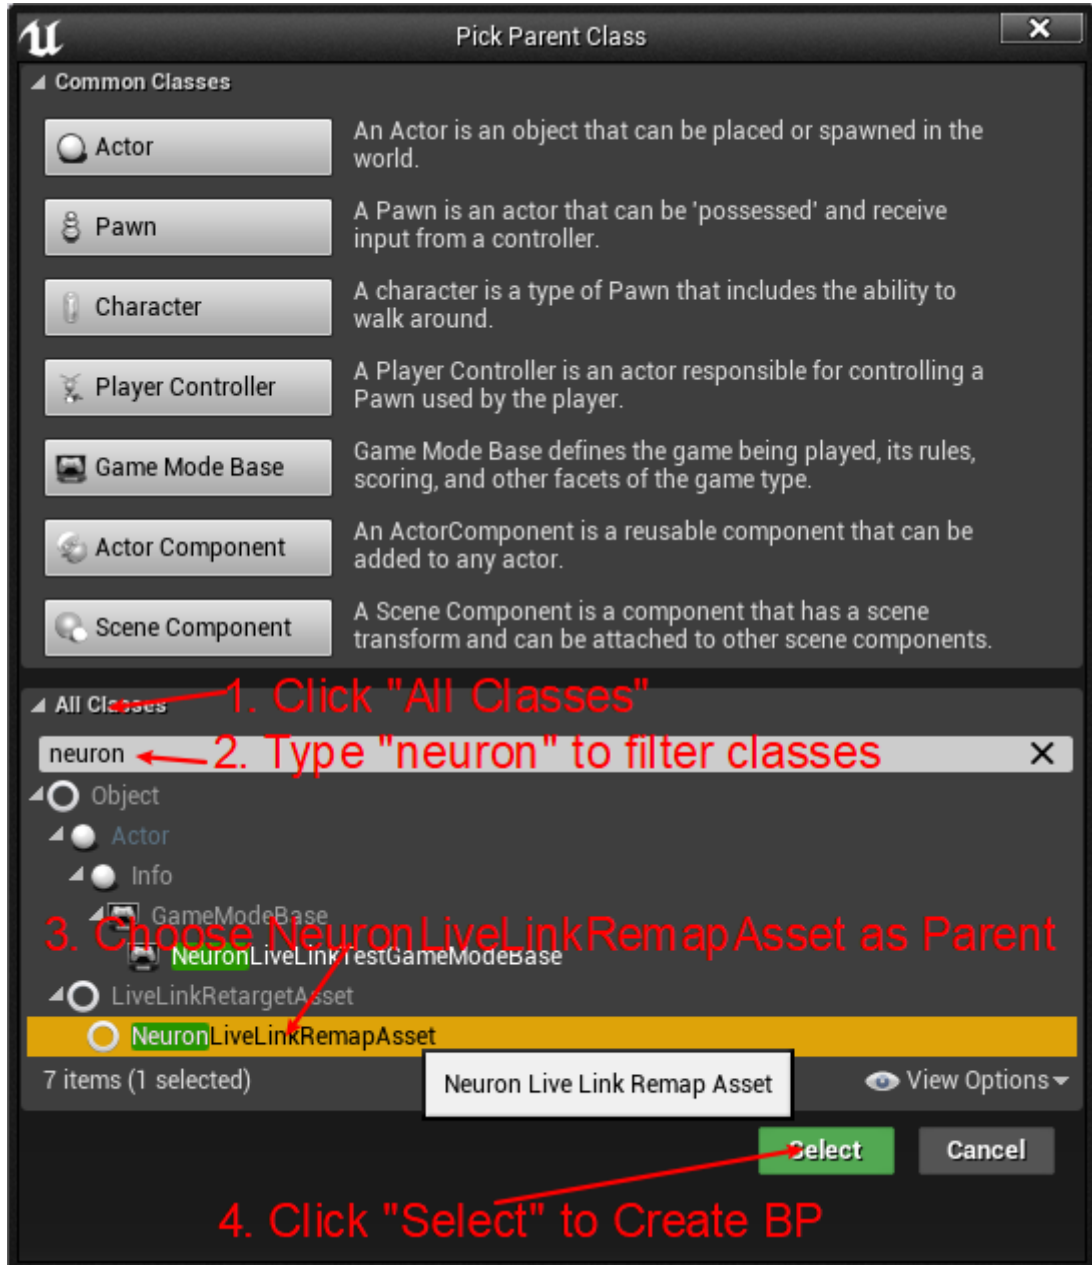 Pick Parent Class
Common Classes
Actor
An Actor is an object that can be placed or spawned in the
world.
Pawn
A Pawn is an actor that can be 'possessed' and receive
input from a controller.
Character
A character is a type of Pawn that includes the ability to
walk around.
Player Controller
A Player Controller is an actor responsible for controlling a
Pawn used by the player.
Game Mode Base
Game Mode Base defines the game being played, its rules,
scoring, and other facets of the game type.
Actor Component
An ActorComponent is a reusable component that can be
added to any actor.
Scene Component
A Scene Component is a component that has a scene
transform and can be attached to other scene components.
All Classes
1. Click "All Classes"
neuron
2. Type "neuron" to filter classes
Object
Actor
Info
GameModeBase
3. Choose NeuronLiveLinkRemapAsset as Parent
NeuronLiveLinkTestGameModeBase
LiveLinkRetargetAsset
NeuronLiveLinkRemapAsset
7 items (1 selected)
Neuron Live Link Remap Asset
View Options
Select
Cancel
4. Click "Select" to Create BP